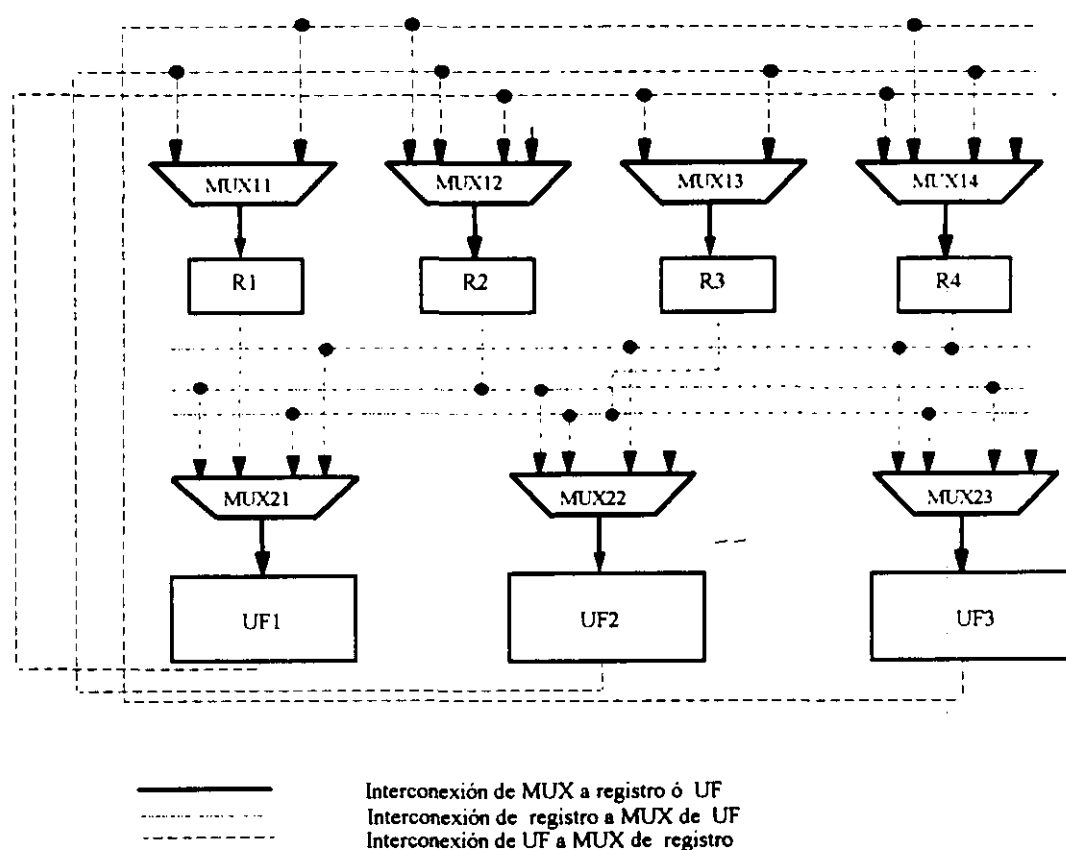 MUX11
MUX12
MUX13
MUX14
R1
R2
R3
R4
MUX21
MUX22
MUX23
UF1
UF2
UF3
Interconexión de MUX a registro ó UF
Interconexión de registro a MUX de UF
Interconexión de UF a MUX de registro